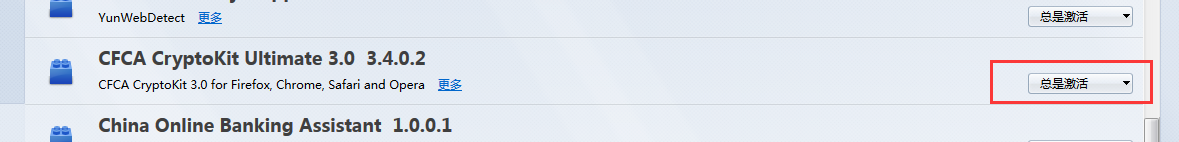 YunWebDetect 更多
总是激活
CFCA CryptoKit Ultimate 3.0 3.4.0.2
CFCA CryptoKit 3.0 for Firefox, Chrome, Safari and Opera 更多
总是激活
China Online Banking Assistant 1.0.0.1